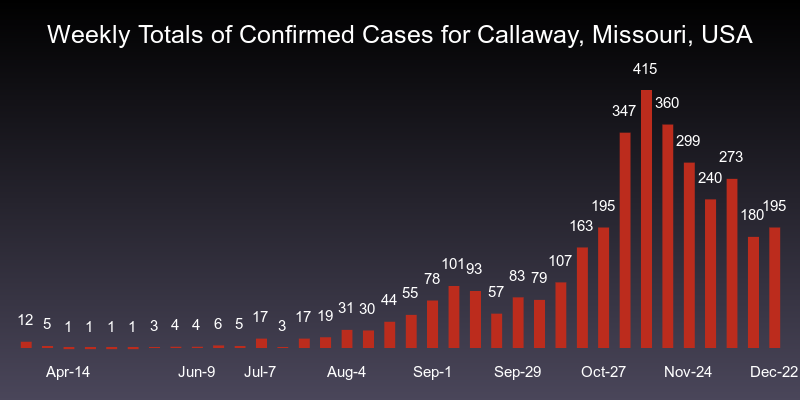 Weekly Totals of Confirmed Cases for Callaway, Missouri, USA
12 5 1 1 1 1 3 4 4 6 5 17 3 17 19 31 30 44 55 78 101 93 57 83 79 107 163 195 347 415 360 299 240 273 180 195
Apr-14 Jun-9 Jul-7 Aug-4 Sep-1 Sep-29 Oct-27 Nov-24 Dec-22